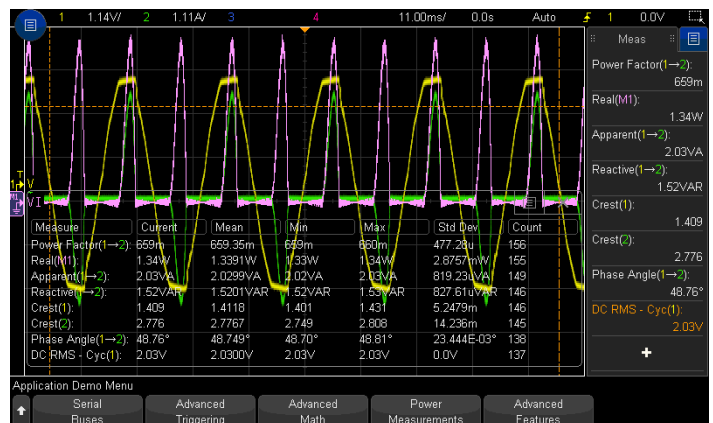 1 1.14V/ 2 1.11A/ 3 4 11.00ms/ 0.0s Auto 1 0.0V
Meas
Power Factor(1→2):
659m
Real(M1):
1.34W
Apparent(1→2):
2.03VA
Reactive(1→2):
1.52VAR
Crest(1):
1.409
Crest(2):
2.776
Phase Angle(1→2):
48.76°
DC RMS - Cyc(1):
2.03V
T
1 V
M1 VI
Measure Current Mean Min Max Std Dev Count
Power Factor(1→2): 659m 659.35m 659m 660m 477.28u 156
Real(M1): 1.34W 1.3391W 1.33W 1.34W 2.8757mW 155
Apparent(1→2): 2.03VA 2.0299VA 2.02VA 2.03VA 819.23uVA 149
Reactive(1→2): 1.52VAR 1.5201VAR 1.52VAR 1.53VAR 827.61uVAR 146
Crest(1): 1.409 1.4118 1.401 1.431 5.2479m 146
Crest(2): 2.776 2.7767 2.749 2.808 14.236m 145
Phase Angle(1→2): 48.76° 48.749° 48.70° 48.81° 23.444E-03° 138
DC RMS - Cyc(1): 2.03V 2.0300V 2.03V 2.03V 0.0V 137
Application Demo Menu
Serial Buses
Advanced Triggering
Advanced Math
Power Measurements
Advanced Features